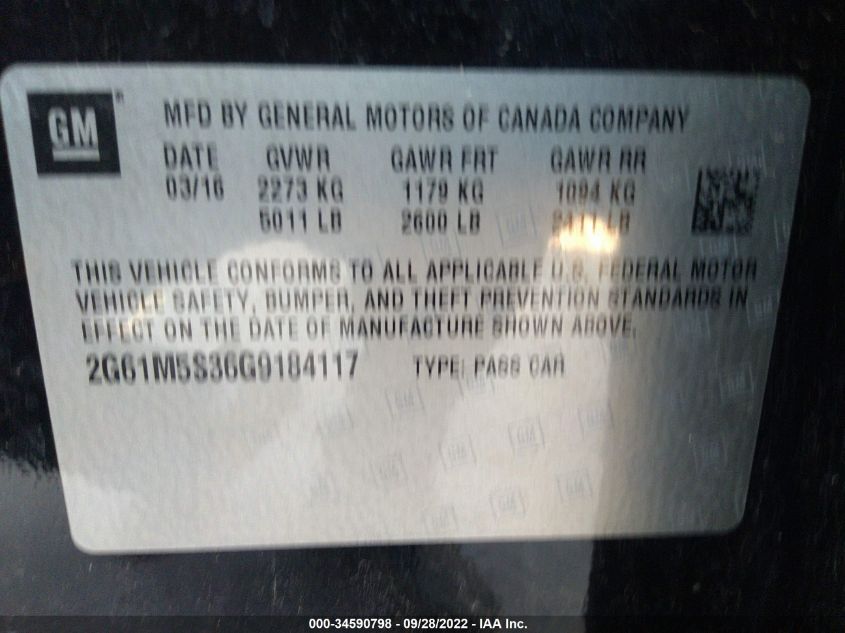 GM ®
MFD BY GENERAL MOTORS OF CANADA COMPANY
DATE GVWR GAWR FRT GAWR RR
03/16 2273 KG 1179 KG 1094 KG
5011 LB 2600 LB 2411 LB
THIS VEHICLE CONFORMS TO ALL APPLICABLE U.S. FEDERAL MOTOR
VEHICLE SAFETY, BUMPER, AND THEFT PREVENTION STANDARDS IN
EFFECT ON THE DATE OF MANUFACTURE SHOWN ABOVE.
2G61M5S36G9184117 TYPE: PASS CAR
000-34590798 - 09/28/2022 - IAA Inc.